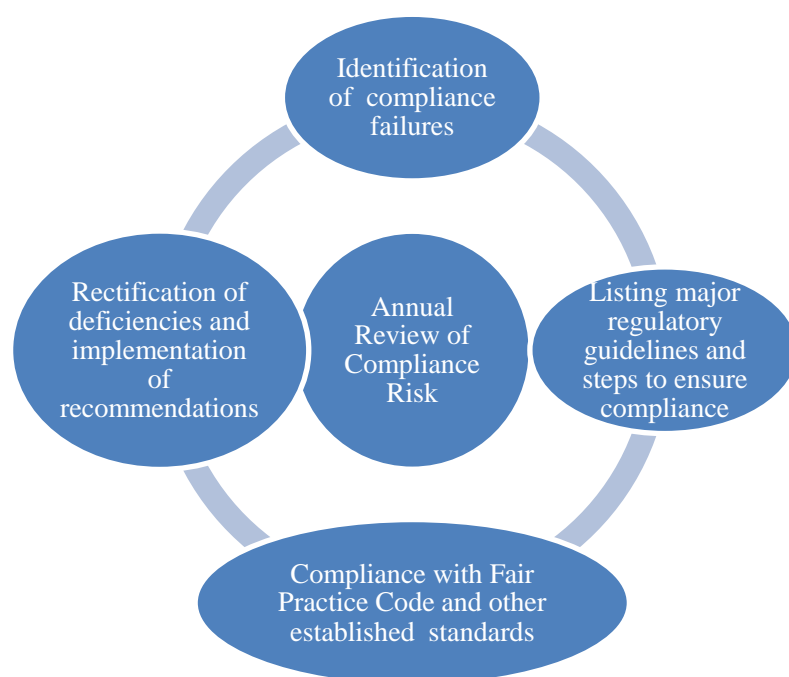 Identification
of compliance
failures
Rectification of
deficiencies and
implementation
of
recommendations
Annual
Review of
Compliance
Risk
Listing major
regulatory
guidelines and
steps to ensure
compliance
Compliance with Fair
Practice Code and other
established standards